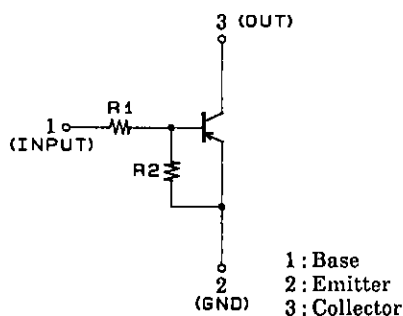 3 (OUT)
R1
1
(INPUT)
R2
2
(GND)
1 : Base
2 : Emitter
3 : Collector